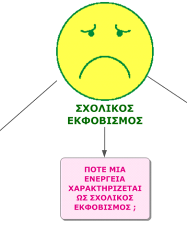 ΣΧΟΛΙΚΟΣ
ΕΚΦΟΒΙΣΜΟΣ
ΠΟΤΕ ΜΙΑ
ΕΝΕΡΓΕΙΑ
ΧΑΡΑΚΤΗΡΙΖΕΤΑΙ
ΩΣ ΣΧΟΛΙΚΟΣ
ΕΚΦΟΒΙΣΜΟΣ ;